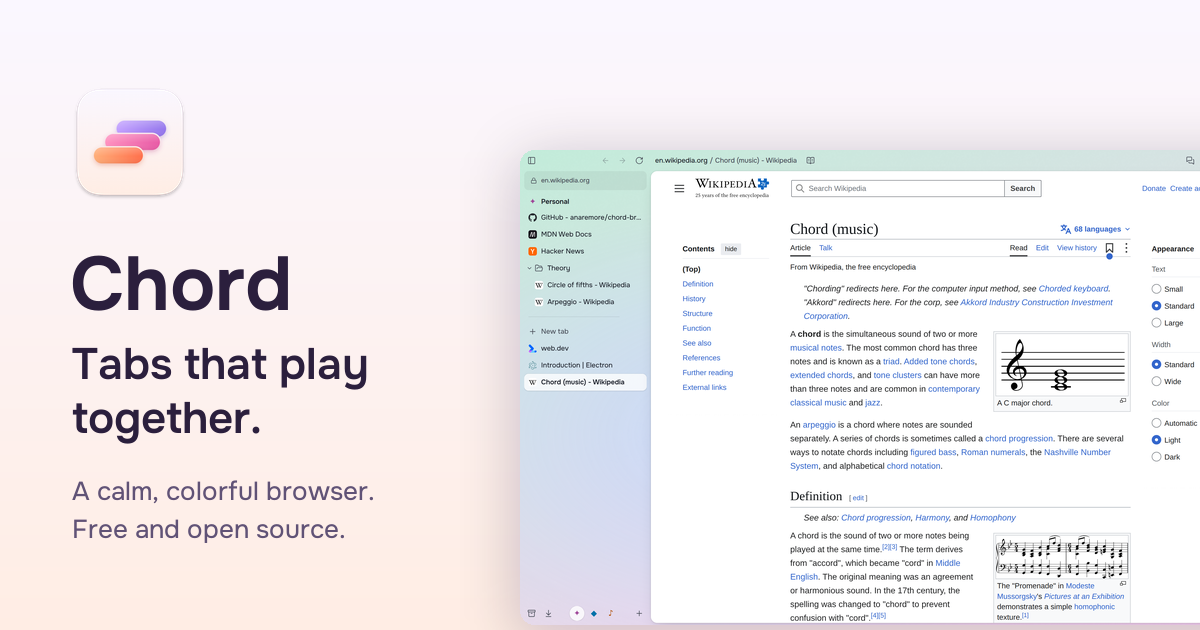 Chord
Tabs that play
together.
A calm, colorful browser.
Free and open source.
en.wikipedia.org / Chord (music) - Wikipedia
en.wikipedia.org
Personal
GitHub - anaremore/chord-br...
MDN Web Docs
Hacker News
Theory
Circle of fifths - Wikipedia
Arpeggio - Wikipedia
New tab
web.dev
Introduction | Electron
Chord (music) - Wikipedia
WIKIPEDIA
25 years of the free encyclopedia
Search Wikipedia
Search
Donate Create a
Contents hide
(Top)
Definition
History
Structure
Function
See also
References
Further reading
External links
Chord (music)
68 languages
Article Talk
Read Edit View history
From Wikipedia, the free encyclopedia
"Chording" redirects here. For the computer input method, see Chorded keyboard.
"Akkord" redirects here. For the corp, see Akkord Industry Construction Investment
Corporation.
A chord is the simultaneous sound of two or more
musical notes. The most common chord has three
notes and is known as a triad. Added tone chords,
extended chords, and tone clusters can have more
than three notes and are common in contemporary
classical music and jazz.
A C major chord.
An arpeggio is a chord where notes are sounded
separately. A series of chords is sometimes called a chord progression. There are several
ways to notate chords including figured bass, Roman numerals, the Nashville Number
System, and alphabetical chord notation.
Definition [ edit ]
See also: Chord progression, Harmony, and Homophony
A chord is the sound of two or more notes being
played at the same time.[2][3] The term derives
from "accord", which became "cord" in Middle
English. The original meaning was an agreement
or harmonious sound. In the 17th century, the
spelling was changed to "chord" to prevent
confusion with "cord".[4][5]
The "Promenade" in Modeste
Mussorgsky's Pictures at an Exhibition
demonstrates a simple homophonic
texture.[1]
Appearance
Text
Small
Standard
Large
Width
Standard
Wide
Color
Automatic
Light
Dark